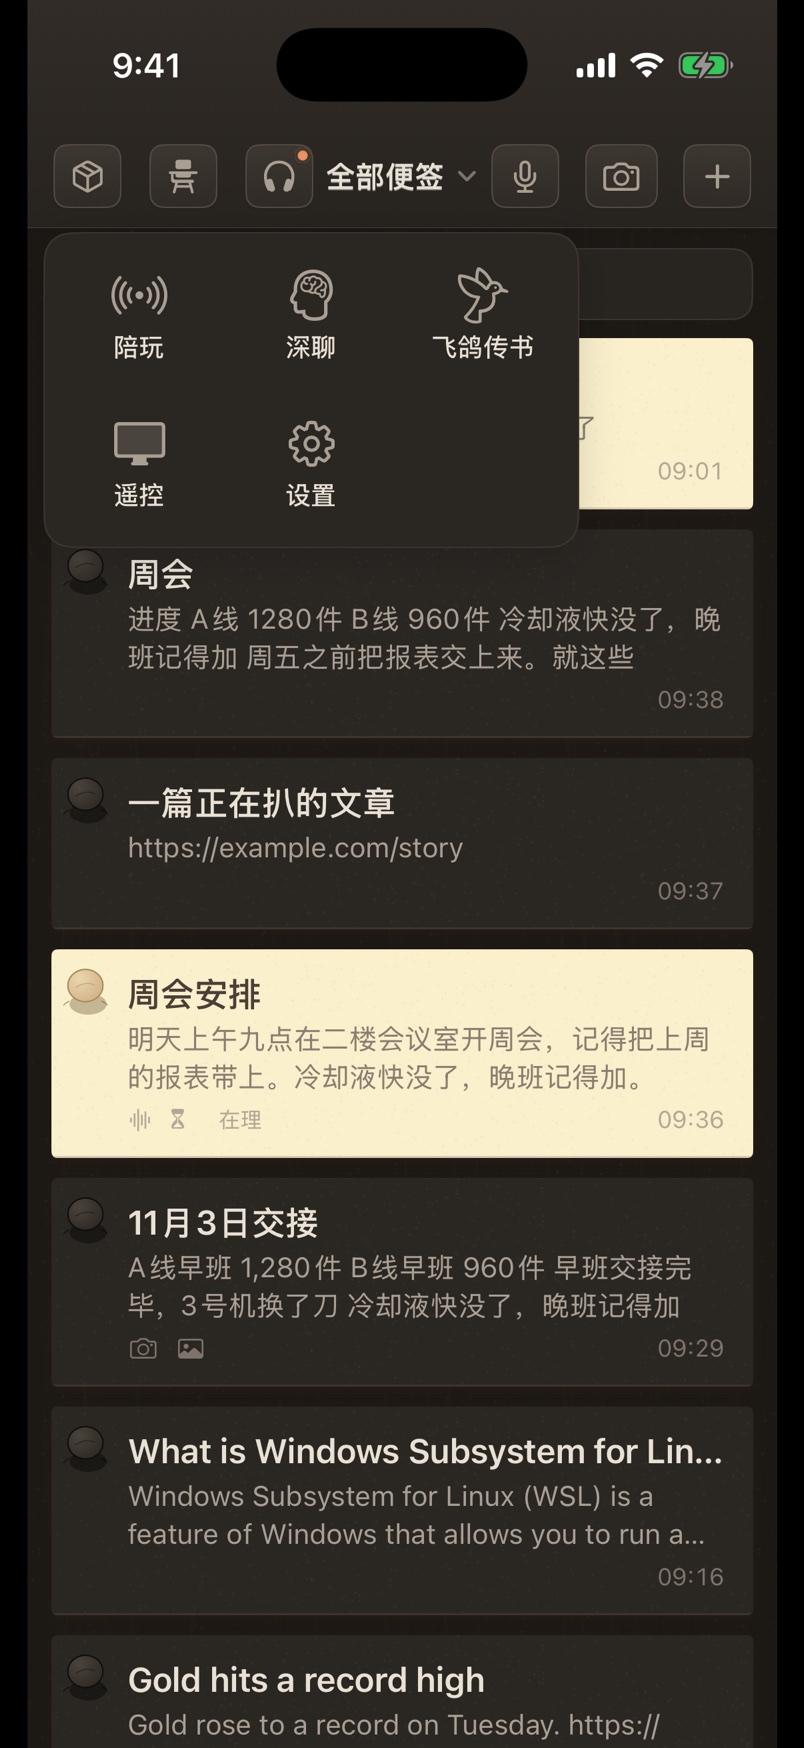 9:41
全部便签
陪玩
深聊
飞鸽传书
遥控
设置
09:01
周会
进度 A线 1280件 B线 960件 冷却液快没了，晚
班记得加 周五之前把报表交上来。就这些
09:38
一篇正在扒的文章
https://example.com/story
09:37
周会安排
明天上午九点在二楼会议室开周会，记得把上周
的报表带上。冷却液快没了，晚班记得加。
在理
09:36
11月3日交接
A线早班 1,280件 B线早班 960件 早班交接完
毕，3号机换了刀 冷却液快没了，晚班记得加
09:29
What is Windows Subsystem for Lin...
Windows Subsystem for Linux (WSL) is a
feature of Windows that allows you to run a...
09:16
Gold hits a record high
Gold rose to a record on Tuesday. https://